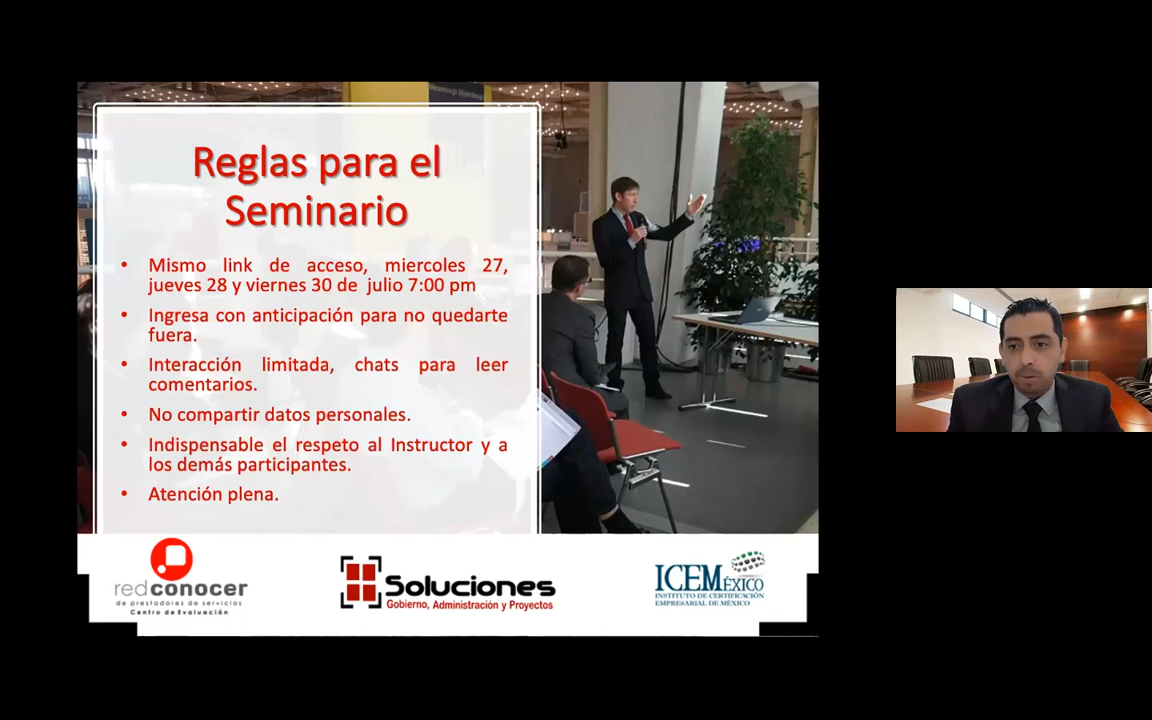 Reglas para el
Seminario
• Mismo link de acceso, miercoles 27,
jueves 28 y viernes 30 de julio 7:00 pm
• Ingresa con anticipación para no quedarte
fuera.
• Interacción limitada, chats para leer
comentarios.
• No compartir datos personales.
• Indispensable el respeto al Instructor y a
los demás participantes.
• Atención plena.
redconocer
de prestadores de servicios
Centro de Evaluación
Soluciones
Gobierno, Administración y Proyectos
ICEMÉXICO
INSTITUTO DE CERTIFICACIÓN
EMPRESARIAL DE MÉXICO